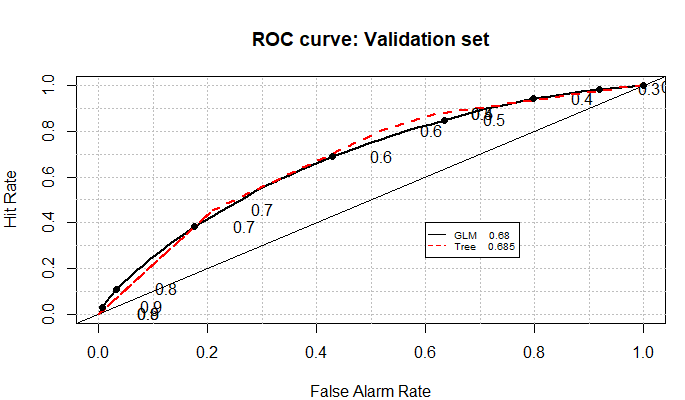 ROC curve: Validation set
Hit Rate
1.0
0.8
0.6
0.4
0.2
0.0
0.3
0.4
0.5
0.6
0.6
0.7
0.7
0.8
0.9
GLM 0.68
Tree 0.685
0.0 0.2 0.4 0.6 0.8 1.0
False Alarm Rate